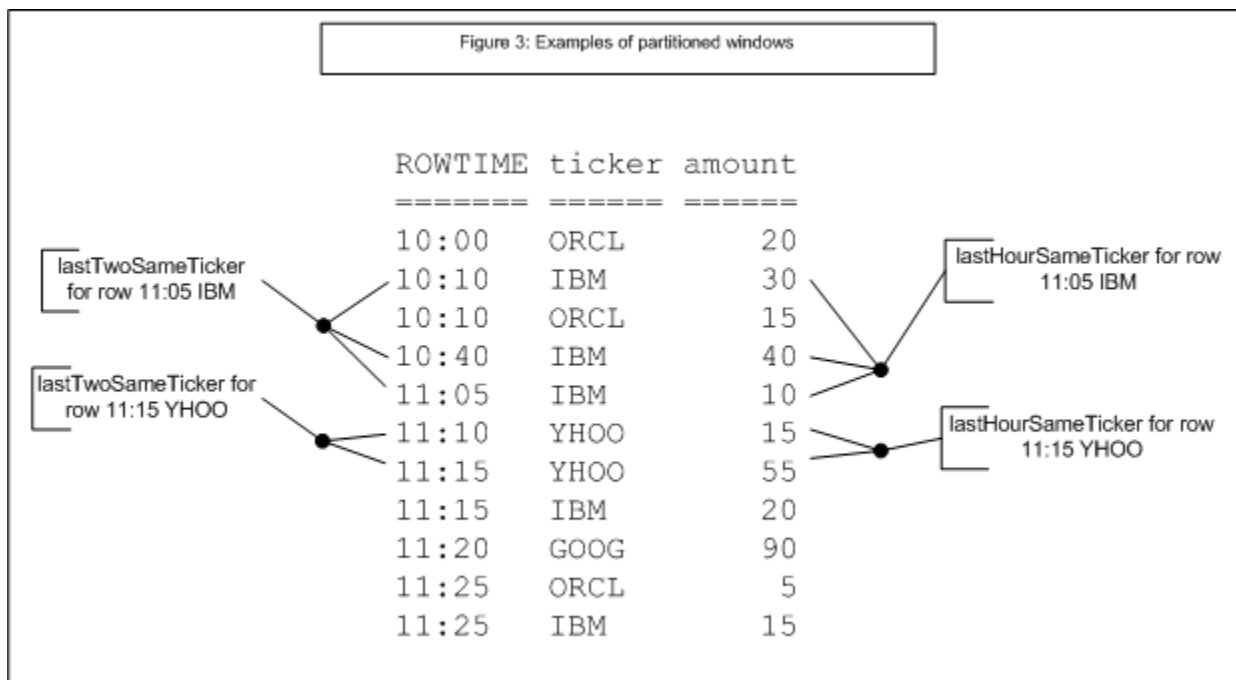 Figure 3: Examples of partitioned windows
ROWTIME ticker amount
======= ====== ======
10:00 ORCL 20
10:10 IBM 30
10:10 ORCL 15
10:40 IBM 40
11:05 IBM 10
11:10 YHOO 15
11:15 YHOO 55
11:15 IBM 20
11:20 GOOG 90
11:25 ORCL 5
11:25 IBM 15
lastTwoSameTicker
for row 11:05 IBM
lastTwoSameTicker for
row 11:15 YHOO
lastHourSameTicker for row
11:05 IBM
lastHourSameTicker for row
11:15 YHOO